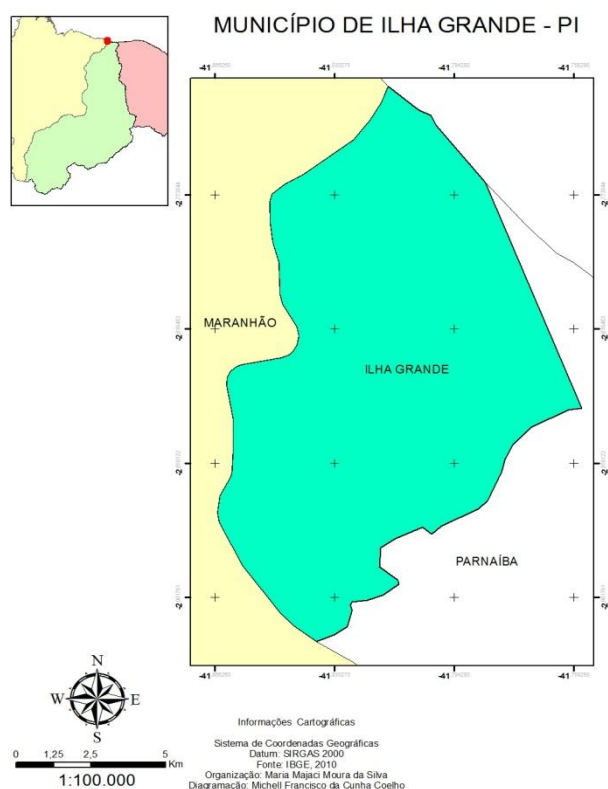 MUNICÍPIO DE ILHA GRANDE - PI
MARANHÃO
ILHA GRANDE
PARNAÍBA
N
W
E
S
0 1,25 2,5 5
Km
1:100.000
Informações Cartográficas
Sistema de Coordenadas Geográficas
Datum: SIRGAS 2000
Fonte: IBGE, 2010
Organização: Maria Majaci Moura da Silva
Diagramação: Michell Francisco da Cunha Coelho